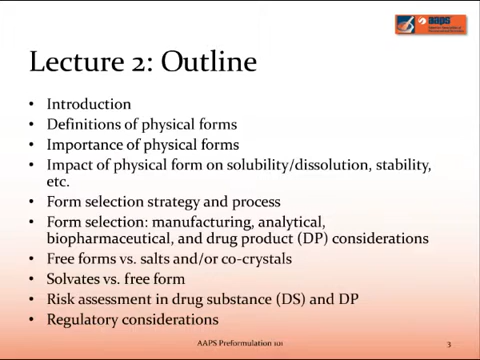 aaps
Lecture 2: Outline
• Introduction
• Definitions of physical forms
• Importance of physical forms
• Impact of physical form on solubility/dissolution, stability,
etc.
• Form selection strategy and process
• Form selection: manufacturing, analytical,
biopharmaceutical, and drug product (DP) considerations
• Free forms vs. salts and/or co-crystals
• Solvates vs. free form
• Risk assessment in drug substance (DS) and DP
• Regulatory considerations
AAPS Preformulation 101
3